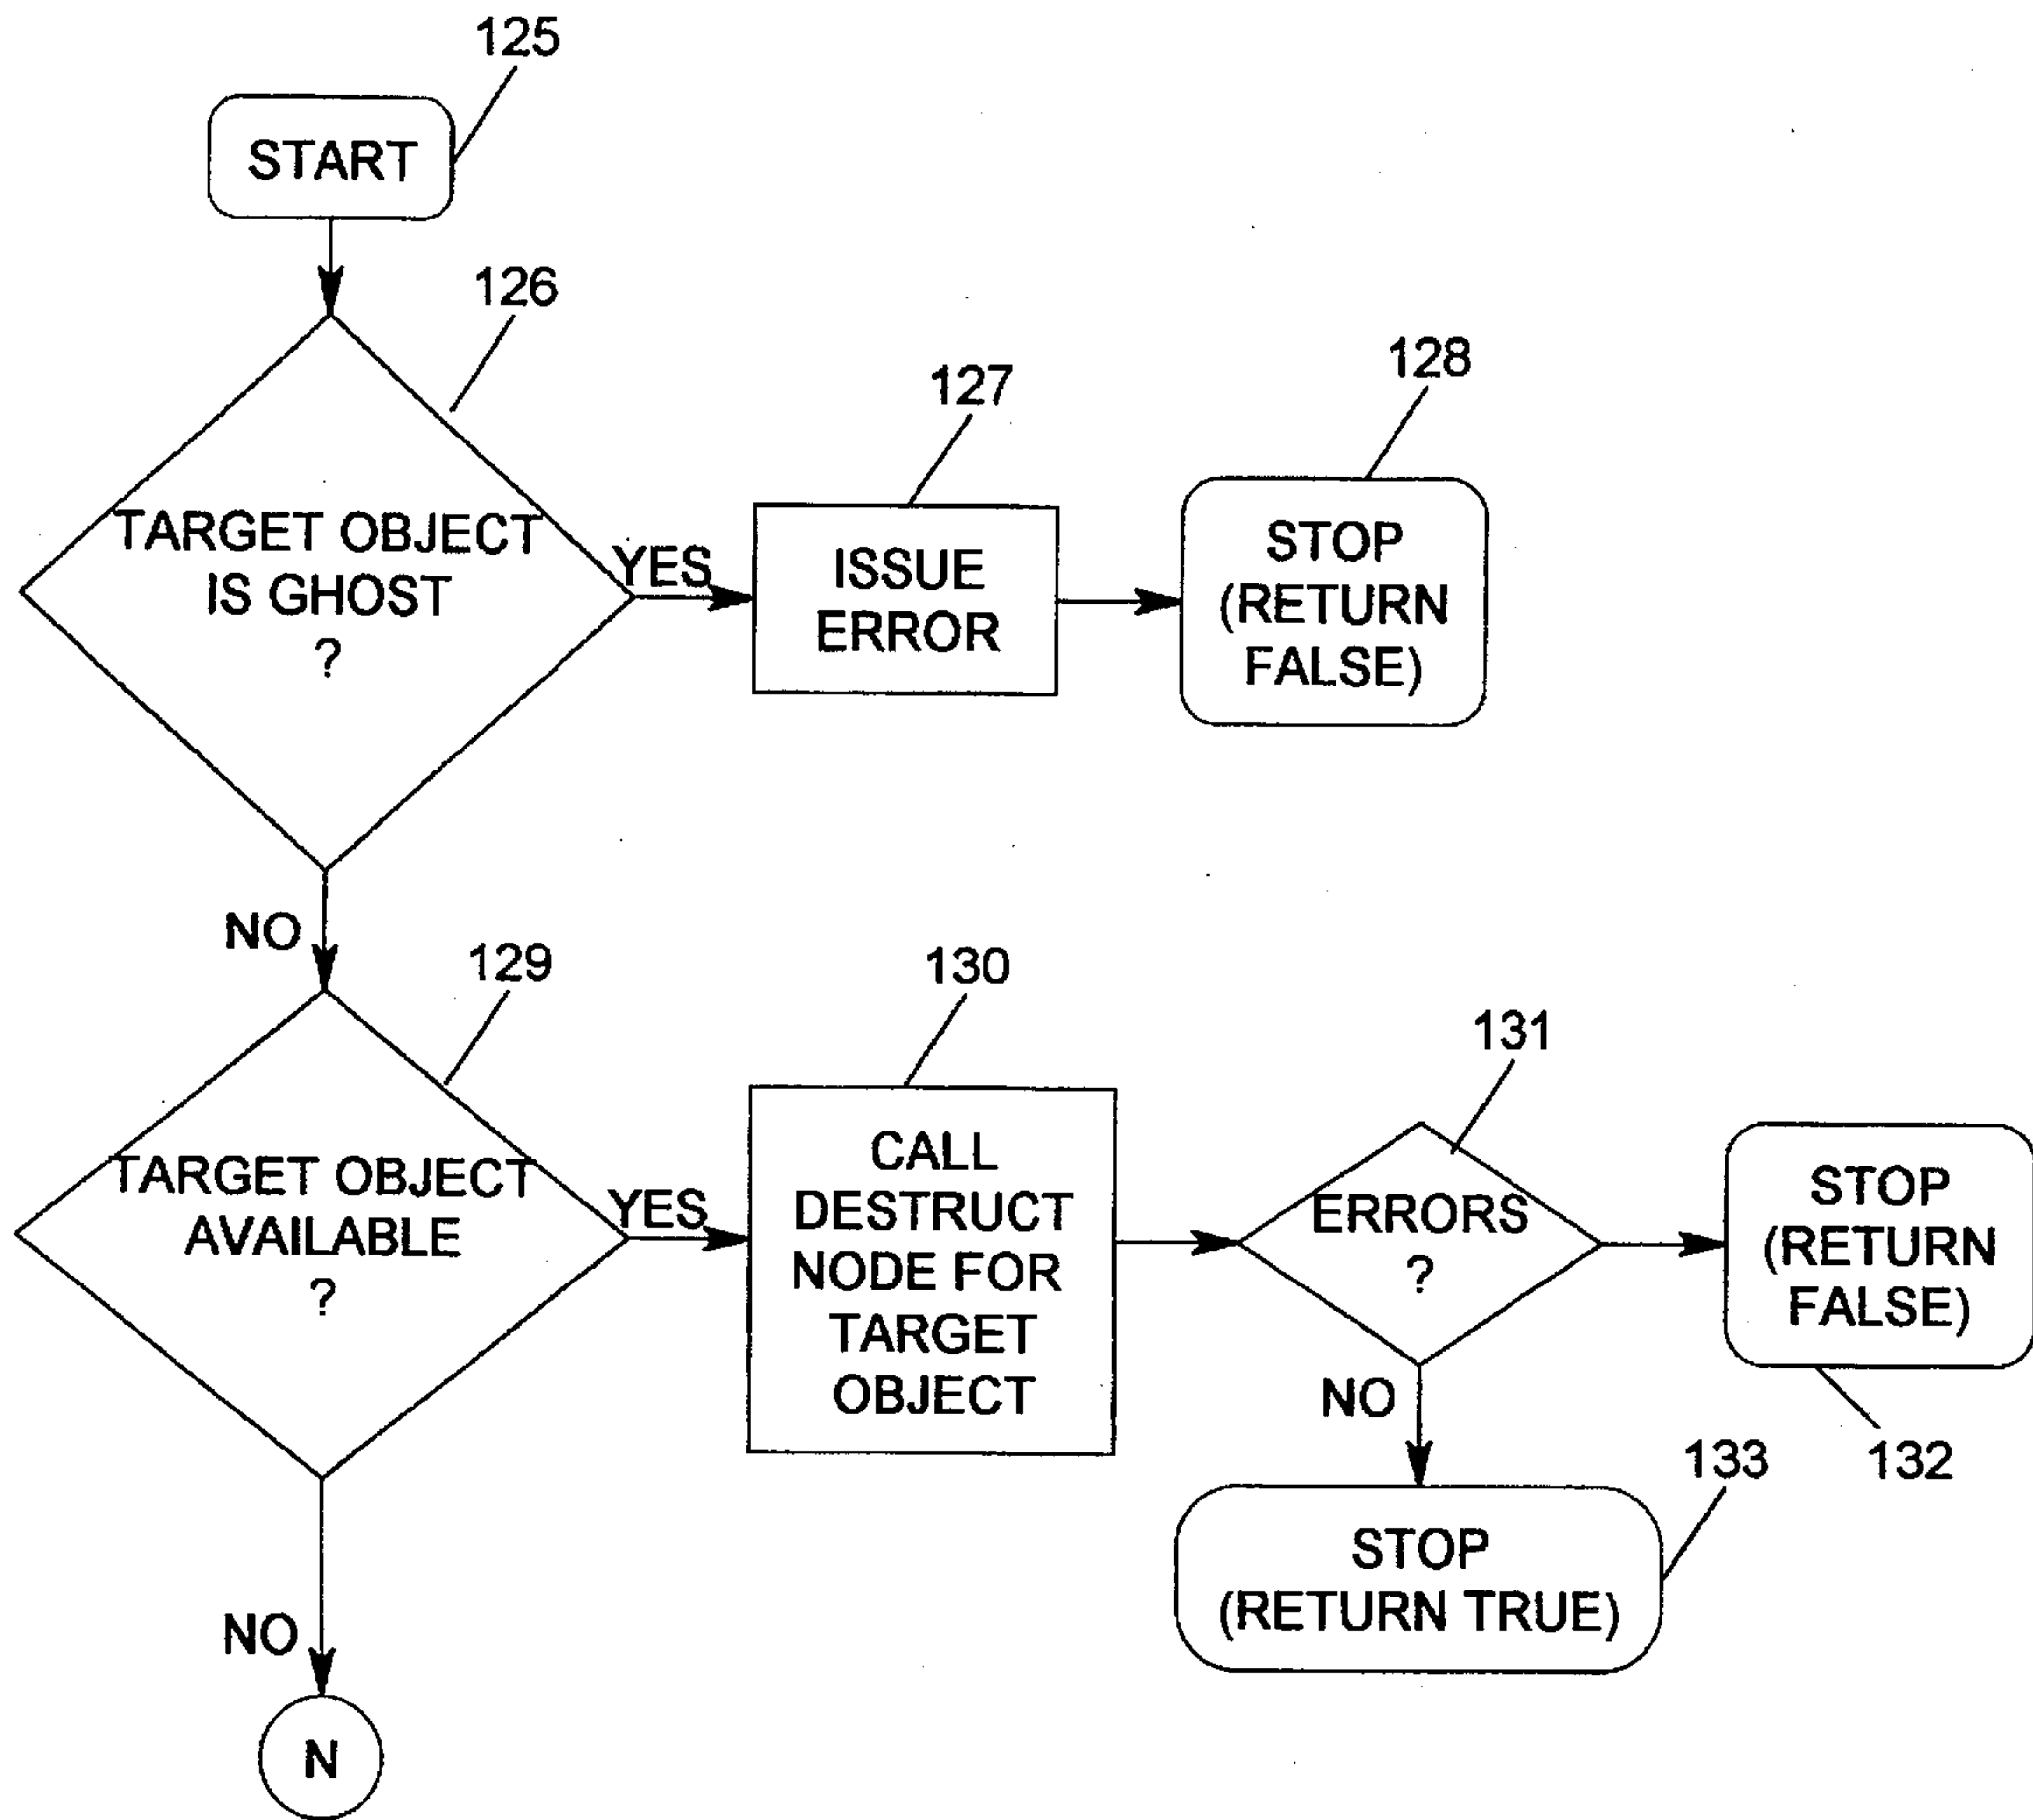 125
START
126
127
128
TARGET OBJECT
IS GHOST
?
YES
ISSUE
ERROR
STOP
(RETURN
FALSE)
NO
129
130
131
TARGET OBJECT
AVAILABLE
?
YES
CALL
DESTRUCT
NODE FOR
TARGET
OBJECT
ERRORS
?
STOP
(RETURN
FALSE)
132
NO
133
STOP
(RETURN TRUE)
NO
N